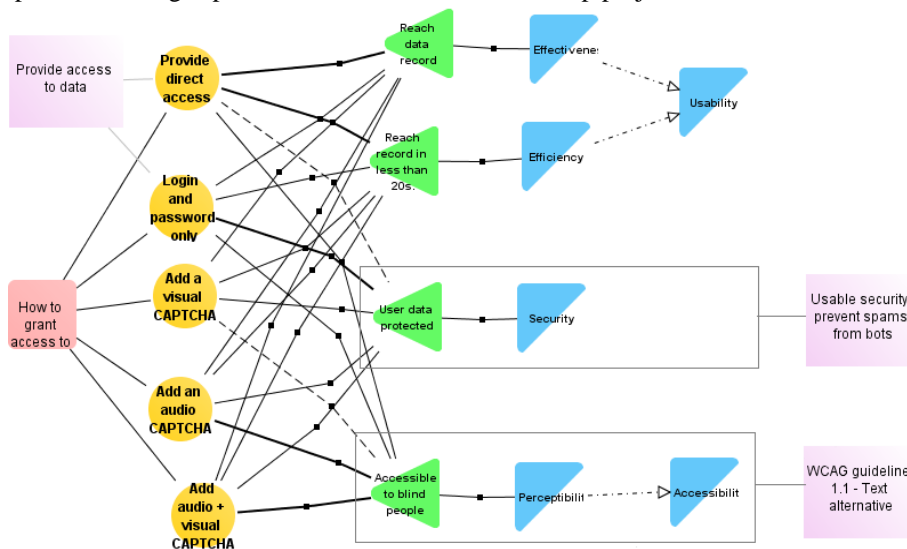 Provide access
to data
Provide
direct
access
Login
and
password
only
Add a
visual
CAPTCHA
Add an
audio
CAPTCHA
Add
audio +
visual
CAPTCHA
How to
grant
access to
Reach
data
record
Reach
record in
less than
20s.
User data
protected
Accessible
to blind
people
Effectivenes
Efficiency
Usability
Security
Perceptibilit
Accessibilit
Usable security
prevent spams
from bots
WCAG guideline
1.1 - Text
alternative